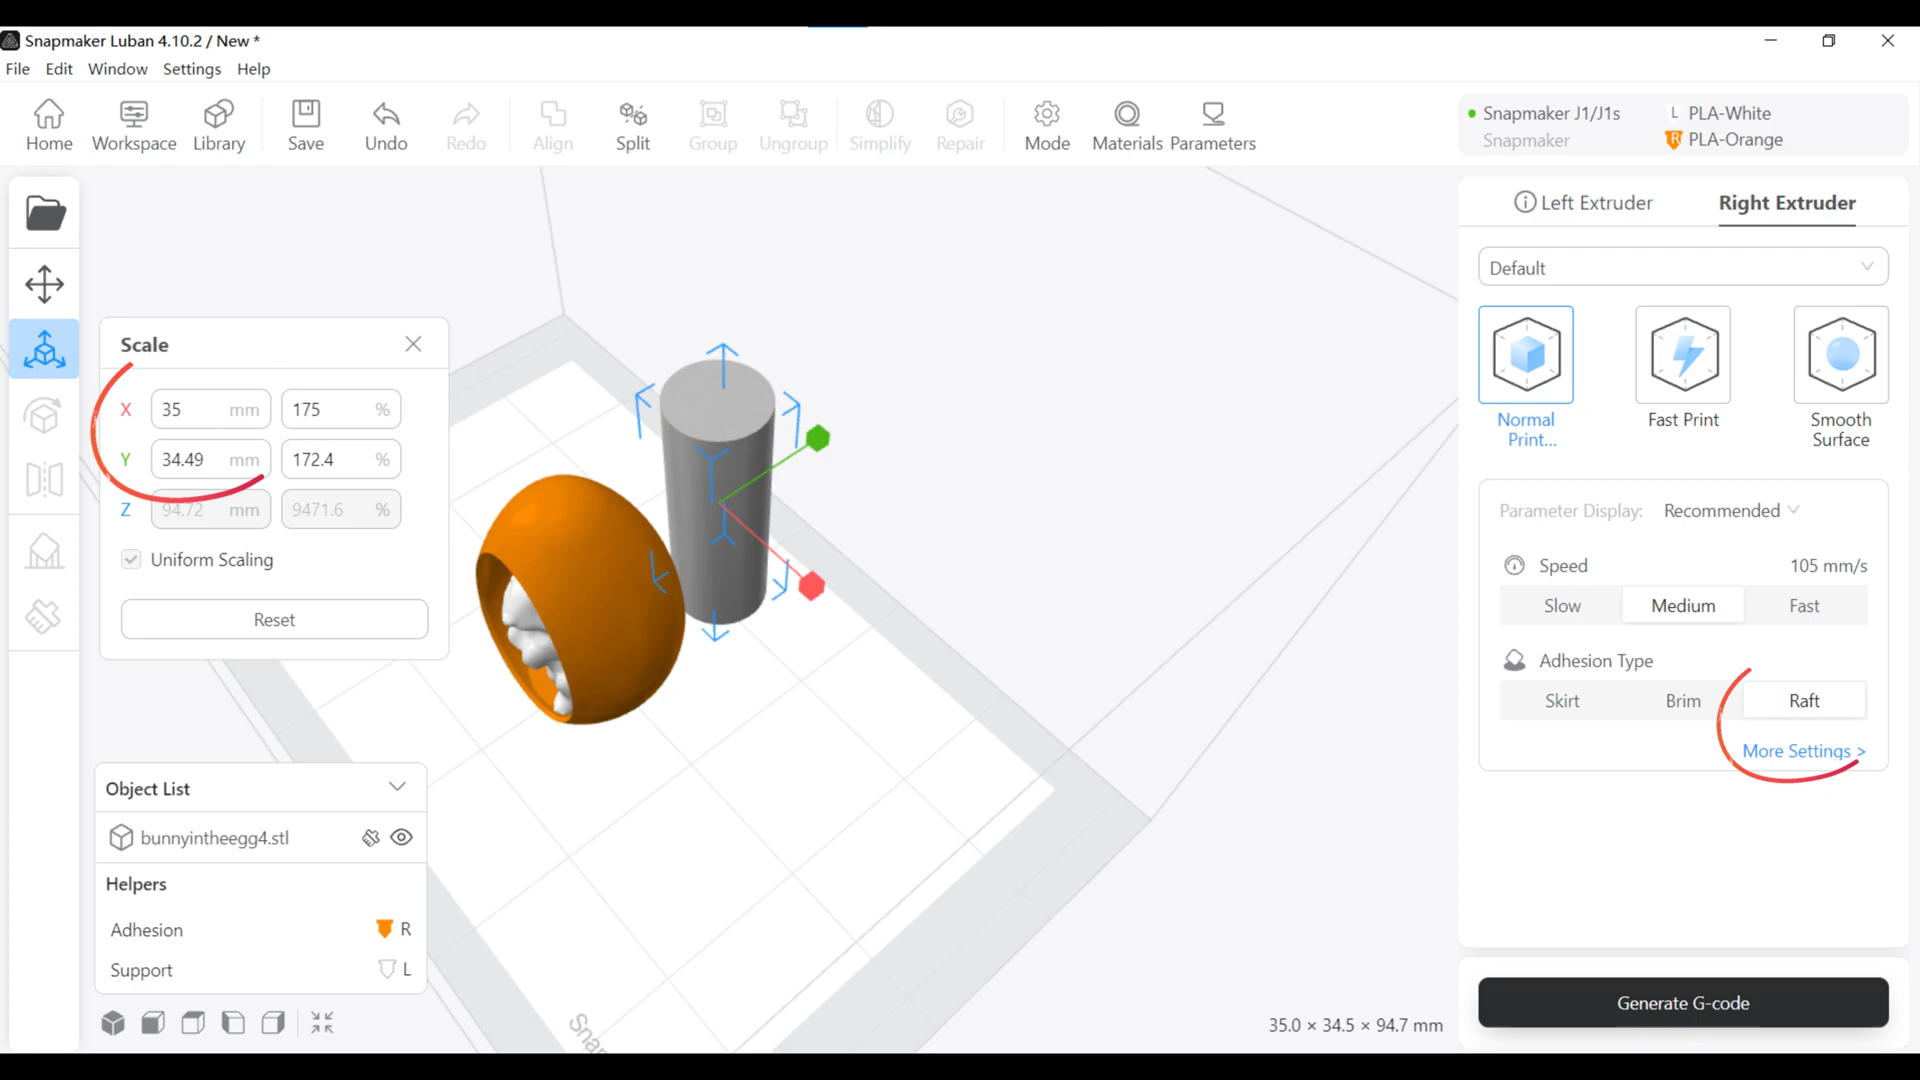 Snapmaker Luban 4.10.2 / New *
File Edit Window Settings Help
Home Workspace Library Save Undo Redo Align Split Group Ungroup Simplify Repair Mode Materials Parameters
Snapmaker J1/J1s
Snapmaker
L PLA-White
R PLA-Orange
Left Extruder Right Extruder
Default
Normal Print...
Fast Print
Smooth Surface
Parameter Display: Recommended
Speed 105 mm/s
Slow Medium Fast
Adhesion Type
Skirt Brim Raft
More Settings >
Generate G-code
Scale
X 35 mm 175 %
Y 34.49 mm 172.4 %
Z 94.72 mm 9471.6 %
Uniform Scaling
Reset
Object List
bunnyintheegg4.stl
Helpers
Adhesion R
Support L
35.0 × 34.5 × 94.7 mm